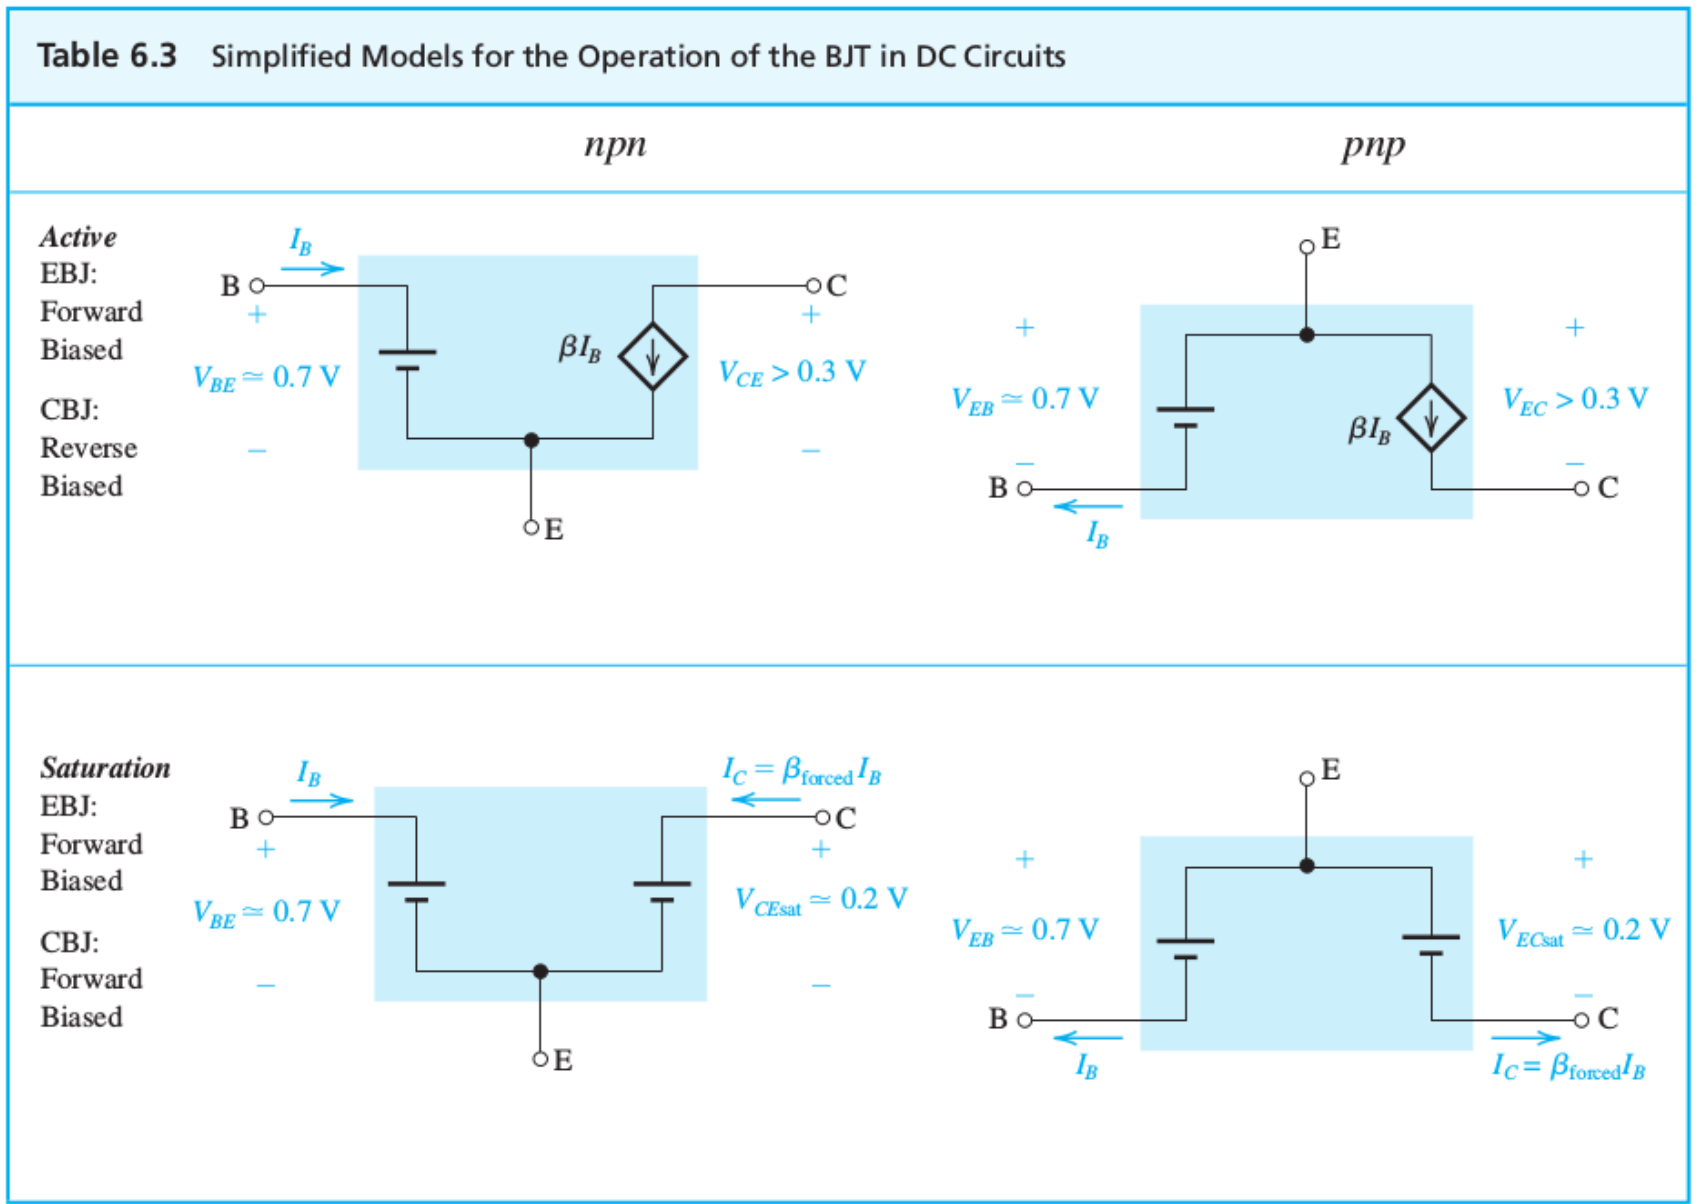 Table 6.3 Simplified Models for the Operation of the BJT in DC Circuits
npn
pnp
Active
EBJ:
Forward
Biased
CBJ:
Reverse
Biased
I_B
B
+
V_BE ≃ 0.7 V
−
βI_B
C
+
V_CE > 0.3 V
−
E
E
+
V_EB ≃ 0.7 V
−
B
I_B
βI_B
+
V_EC > 0.3 V
−
C
Saturation
EBJ:
Forward
Biased
CBJ:
Forward
Biased
I_B
B
+
V_BE ≃ 0.7 V
−
I_C = β_forced I_B
C
+
V_CEsat ≃ 0.2 V
−
E
E
+
V_EB ≃ 0.7 V
−
B
I_B
+
V_ECsat ≃ 0.2 V
−
C
I_C = β_forced I_B